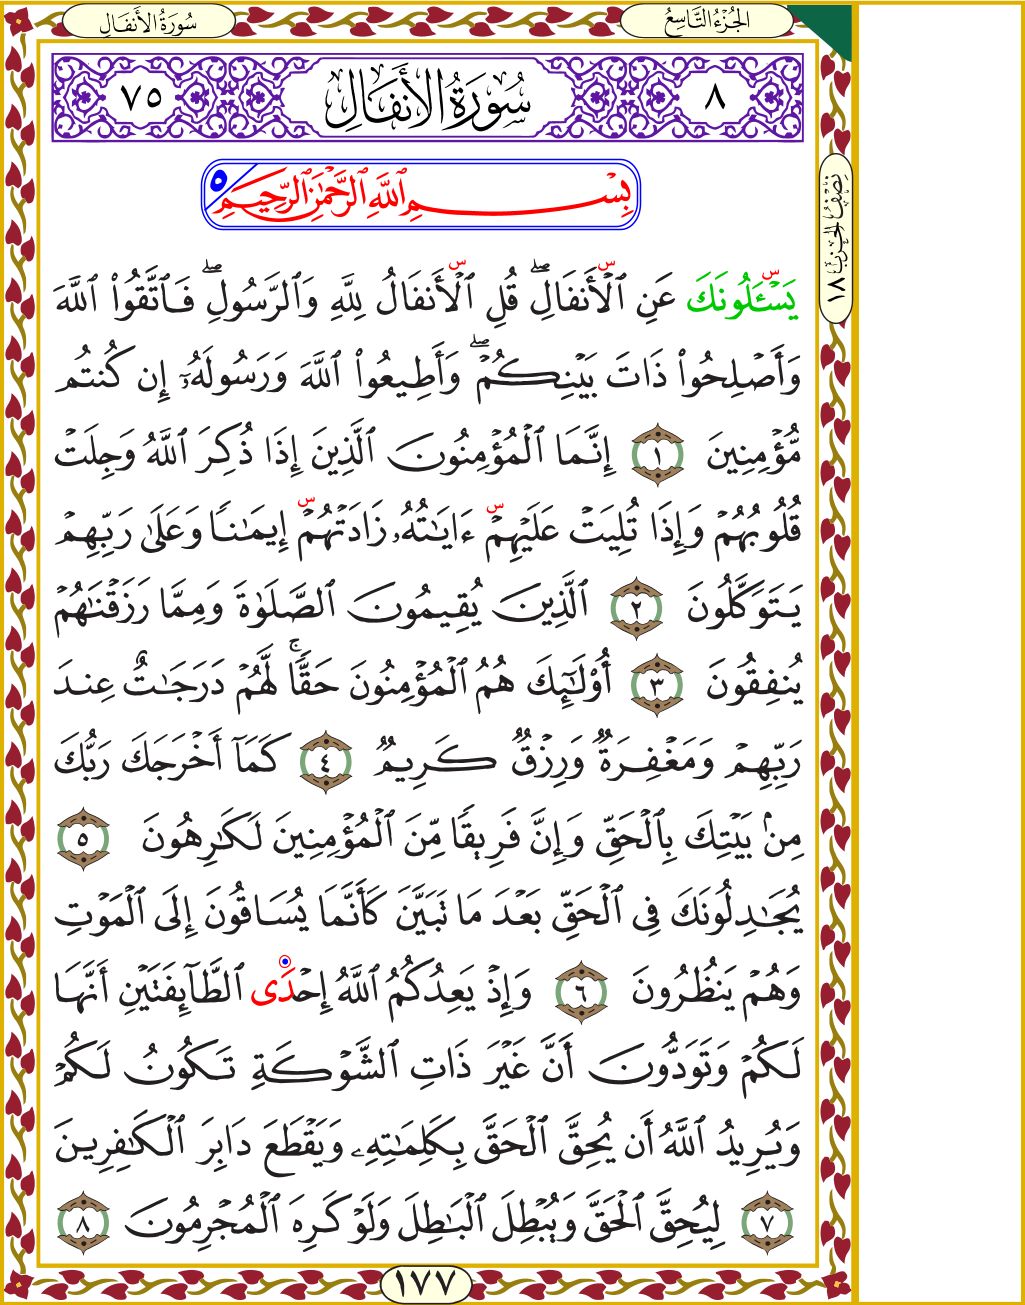 سُورَةُ الأَنفَالِ
الجُزْءُ التَّاسِعُ
٧٥
سُورَةُ الأَنفَالِ
٨
بِسْمِ ٱللَّهِ ٱلرَّحْمَٰنِ ٱلرَّحِيمِ ٥
نِصْفُ الحِزْب ١٨
يَسْـَٔلُونَكَ عَنِ ٱلْأَنفَالِۖ قُلِ ٱلْأَنفَالُ لِلَّهِ وَٱلرَّسُولِۖ فَٱتَّقُوا۟ ٱللَّهَ
وَأَصْلِحُوا۟ ذَاتَ بَيْنِكُمْۖ وَأَطِيعُوا۟ ٱللَّهَ وَرَسُولَهُۥٓ إِن كُنتُم
مُّؤْمِنِينَ ١ إِنَّمَا ٱلْمُؤْمِنُونَ ٱلَّذِينَ إِذَا ذُكِرَ ٱللَّهُ وَجِلَتْ
قُلُوبُهُمْ وَإِذَا تُلِيَتْ عَلَيْهِمْ ءَايَٰتُهُۥ زَادَتْهُمْ إِيمَٰنًا وَعَلَىٰ رَبِّهِمْ
يَتَوَكَّلُونَ ٢ ٱلَّذِينَ يُقِيمُونَ ٱلصَّلَوٰةَ وَمِمَّا رَزَقْنَٰهُمْ
يُنفِقُونَ ٣ أُو۟لَٰٓئِكَ هُمُ ٱلْمُؤْمِنُونَ حَقًّاۚ لَّهُمْ دَرَجَٰتٌ عِندَ
رَبِّهِمْ وَمَغْفِرَةٌ وَرِزْقٌ كَرِيمٌ ٤ كَمَآ أَخْرَجَكَ رَبُّكَ
مِنۢ بَيْتِكَ بِٱلْحَقِّ وَإِنَّ فَرِيقًا مِّنَ ٱلْمُؤْمِنِينَ لَكَٰرِهُونَ ٥
يُجَٰدِلُونَكَ فِى ٱلْحَقِّ بَعْدَ مَا تَبَيَّنَ كَأَنَّمَا يُسَاقُونَ إِلَى ٱلْمَوْتِ
وَهُمْ يَنظُرُونَ ٦ وَإِذْ يَعِدُكُمُ ٱللَّهُ إِحْدَى ٱلطَّآئِفَتَيْنِ أَنَّهَا
لَكُمْ وَتَوَدُّونَ أَنَّ غَيْرَ ذَاتِ ٱلشَّوْكَةِ تَكُونُ لَكُمْ
وَيُرِيدُ ٱللَّهُ أَن يُحِقَّ ٱلْحَقَّ بِكَلِمَٰتِهِۦ وَيَقْطَعَ دَابِرَ ٱلْكَٰفِرِينَ
٧ لِيُحِقَّ ٱلْحَقَّ وَيُبْطِلَ ٱلْبَٰطِلَ وَلَوْ كَرِهَ ٱلْمُجْرِمُونَ ٨
١٧٧